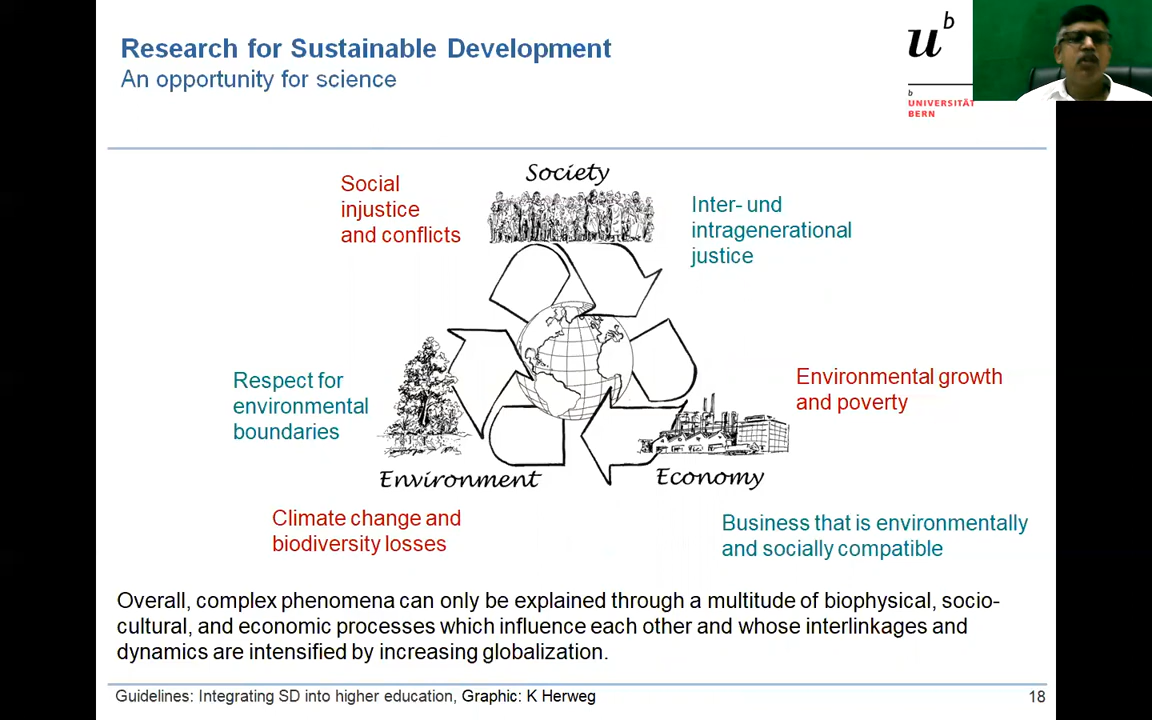 Research for Sustainable Development
An opportunity for science
u b
b
UNIVERSITÄT
BERN
Society
Social
injustice
and conflicts
Inter- und
intragenerational
justice
Respect for
environmental
boundaries
Environmental growth
and poverty
Environment
Economy
Climate change and
biodiversity losses
Business that is environmentally
and socially compatible
Overall, complex phenomena can only be explained through a multitude of biophysical, socio-
cultural, and economic processes which influence each other and whose interlinkages and
dynamics are intensified by increasing globalization.
Guidelines: Integrating SD into higher education, Graphic: K Herweg
18